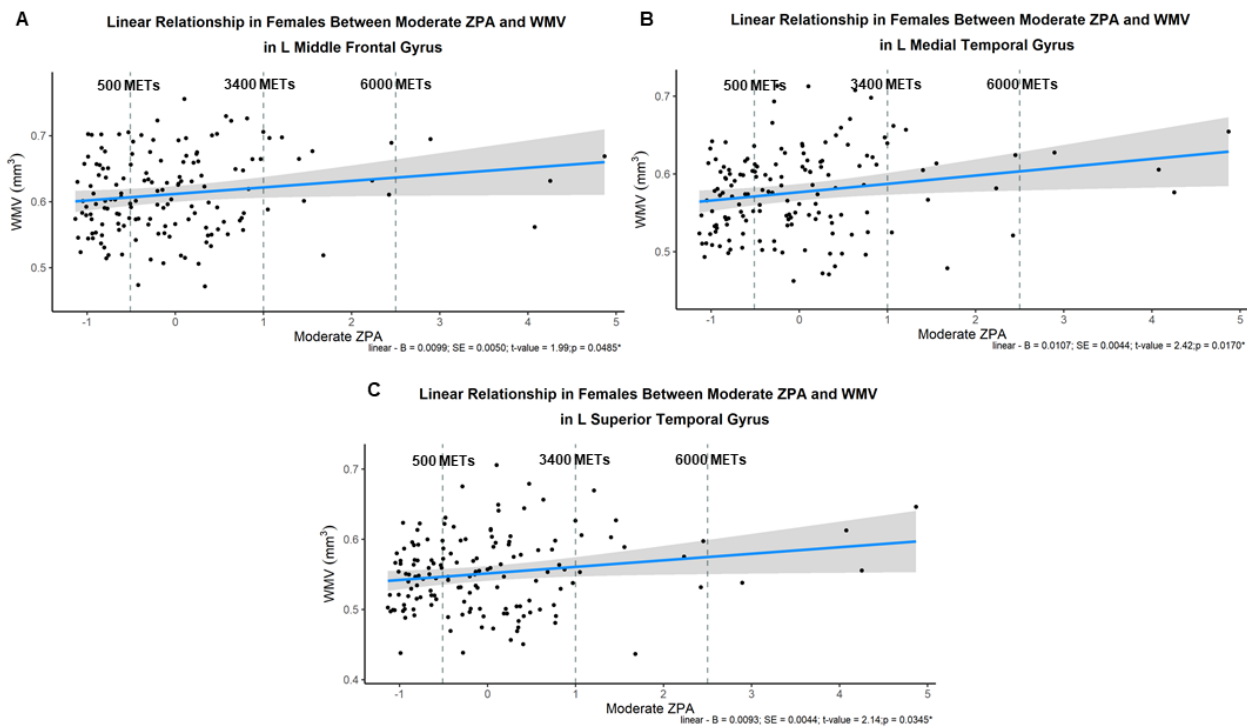 A
Linear Relationship in Females Between Moderate ZPA and WMV
in L Middle Frontal Gyrus
500 METs 3400 METs 6000 METs
WMV (mm³)
0.7
0.6
0.5
-1 0 1 2 3 4 5
Moderate ZPA
linear - B = 0.0099; SE = 0.0050; t-value = 1.99;p = 0.0485*
B
Linear Relationship in Females Between Moderate ZPA and WMV
in L Medial Temporal Gyrus
500 METs 3400 METs 6000 METs
WMV (mm³)
0.7
0.6
0.5
-1 0 1 2 3 4 5
Moderate ZPA
linear - B = 0.0107; SE = 0.0044; t-value = 2.42;p = 0.0170*
C
Linear Relationship in Females Between Moderate ZPA and WMV
in L Superior Temporal Gyrus
500 METs 3400 METs 6000 METs
WMV (mm³)
0.7
0.6
0.5
0.4
-1 0 1 2 3 4 5
Moderate ZPA
linear - B = 0.0093; SE = 0.0044; t-value = 2.14;p = 0.0345*